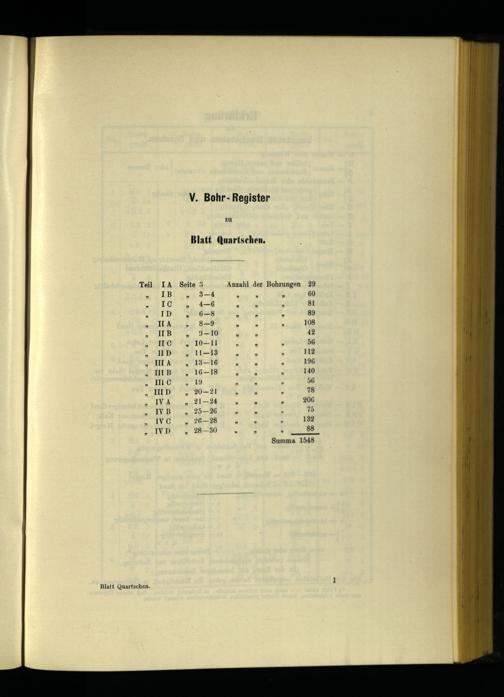 V. Bohr-Register
zu
Blatt Quartschen.
Teil I A Seite 3 Anzahl der Bohrungen 29
„ I B „ 3—4 „ „ „ 60
„ I C „ 4—6 „ „ „ 81
„ I D „ 6—8 „ „ „ 89
„ II A „ 8—9 „ „ „ 108
„ II B „ 9—10 „ „ 42
„ II C „ 10—11 „ „ „ 56
„ II D „ 11—13 „ „ „ 112
„ III A „ 13—16 „ „ „ 196
„ III B „ 16—18 „ „ „ 140
„ IIi C „ 19 „ „ „ 56
„ III D „ 20—21 „ „ „ 78
„ IV A „ 21—24 „ „ „ 206
„ IV B „ 25—26 „ „ „ 75
„ IV C „ 26—28 „ „ „ 132
„ IV D „ 28—30 „ „ „ 88
Summa 1548
Blatt Quartschen. 1